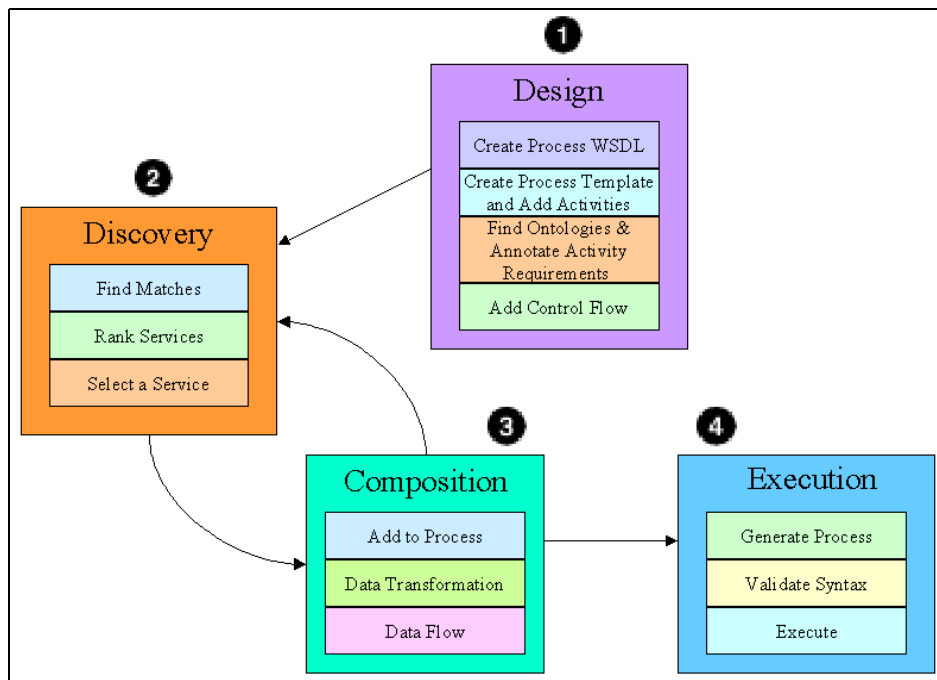 1
Design
Create Process WSDL
Create Process Template
and Add Activities
Find Ontologies &
Annotate Activity
Requirements
Add Control Flow
2
Discovery
Find Matches
Rank Services
Select a Service
3
Composition
Add to Process
Data Transformation
Data Flow
4
Execution
Generate Process
Validate Syntax
Execute